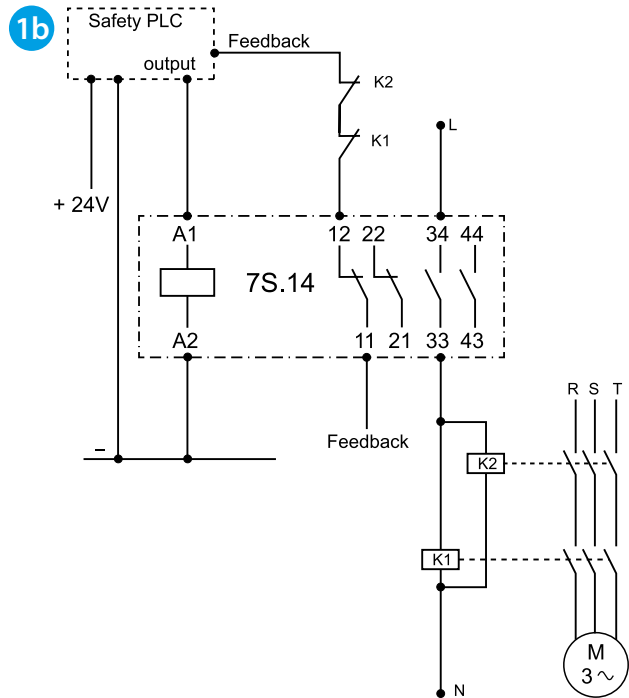 1b
Safety PLC
output
Feedback
K2
K1
L
+ 24V
A1
12 22
34 44
7S.14
A2
11 21
33 43
Feedback
–
R S T
K2
K1
M
3 ~
N